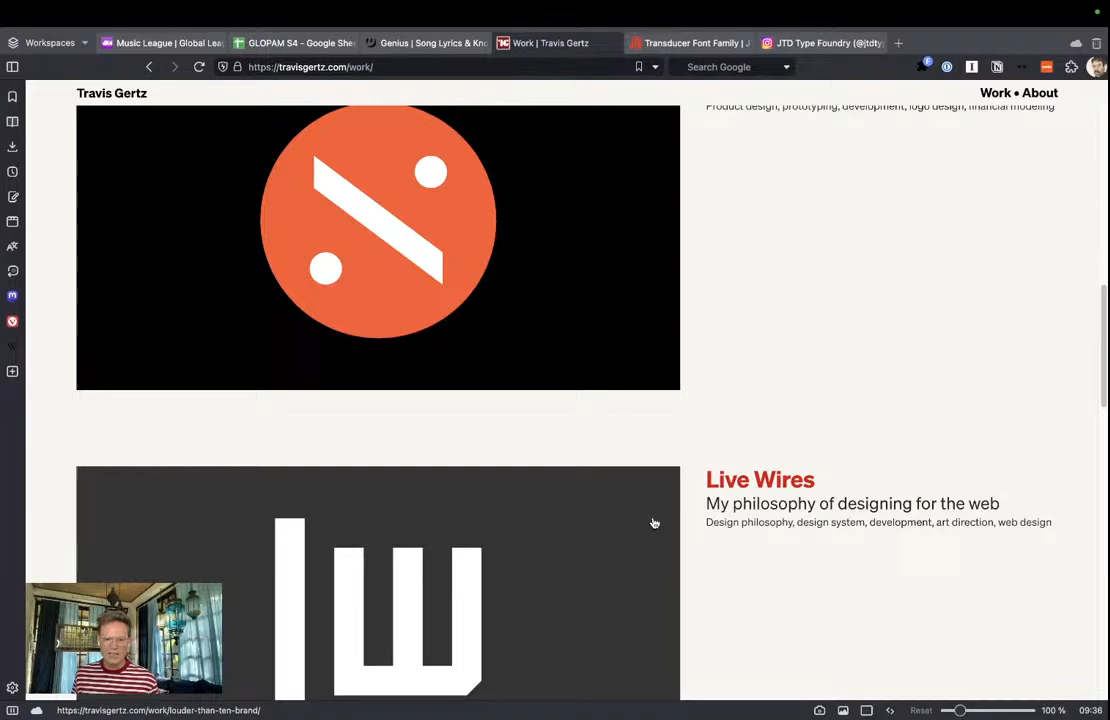 Workspaces
Music League | Global Lea
GLOPAM S4 - Google She
Genius | Song Lyrics & Kno
Work | Travis Gertz
Transducer Font Family | J
JTD Type Foundry (@jtdty
https://travisgertz.com/work/
Search Google
Travis Gertz
Work • About
Product design, prototyping, development, logo design, financial modeling
Live Wires
My philosophy of designing for the web
Design philosophy, design system, development, art direction, web design
lw
https://travisgertz.com/work/louder-than-ten-brand/
Reset
100 %
09:36